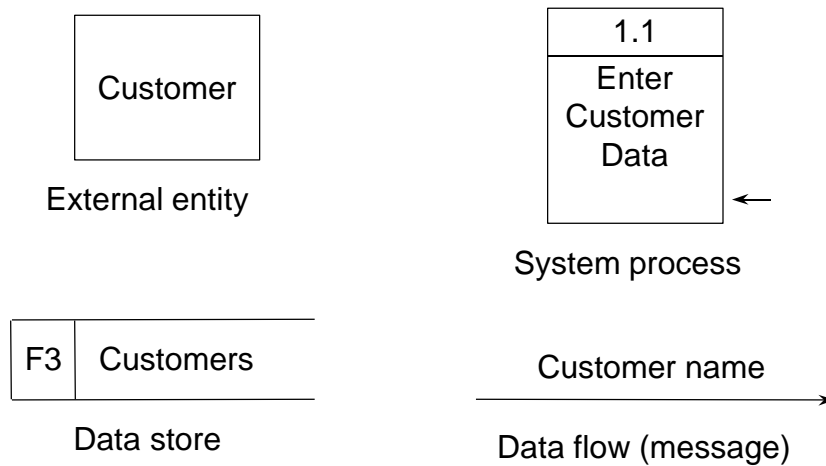 Customer
External entity
1.1
Enter
Customer
Data
System process
F3 Customers
Data store
Customer name
Data flow (message)